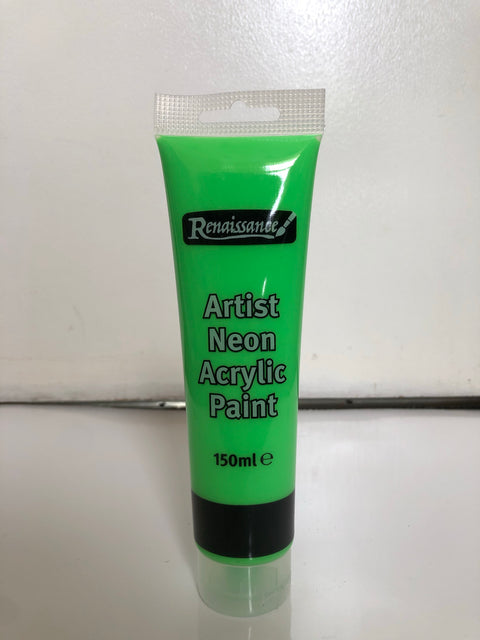 Renaissance
Artist
Neon
Acrylic
Paint
150ml ℮